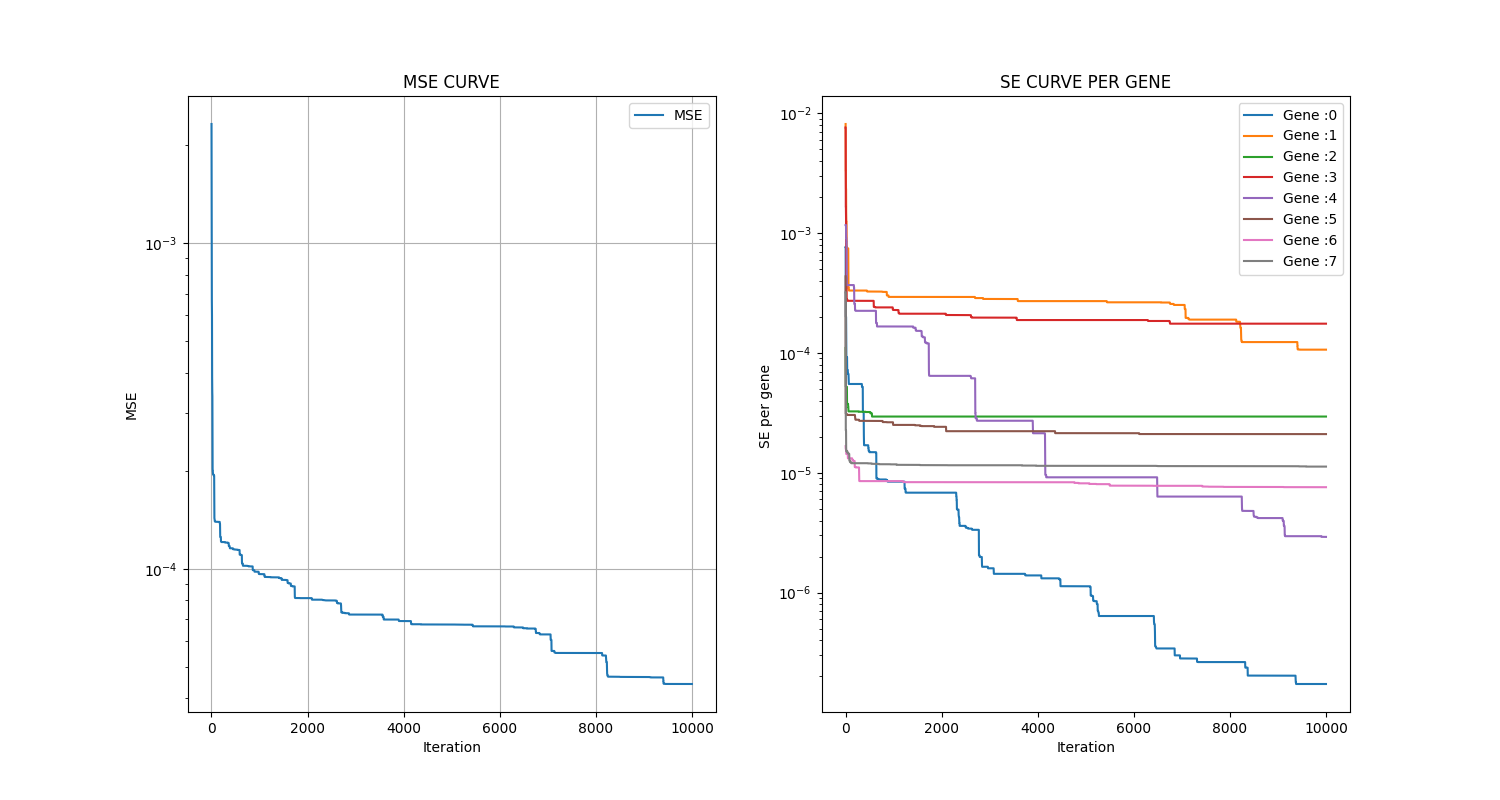 MSE CURVE
MSE
10⁻³
10⁻⁴
MSE
0 2000 4000 6000 8000 10000
Iteration
SE CURVE PER GENE
Gene :0
Gene :1
Gene :2
Gene :3
Gene :4
Gene :5
Gene :6
Gene :7
10⁻²
10⁻³
10⁻⁴
10⁻⁵
10⁻⁶
SE per gene
0 2000 4000 6000 8000 10000
Iteration